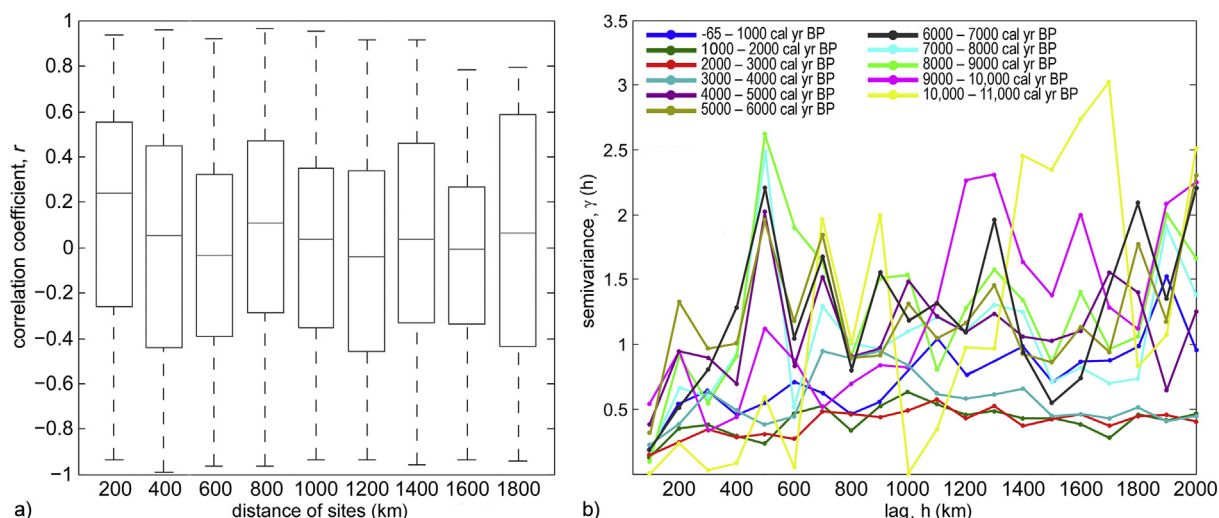 1
0.8
0.6
0.4
0.2
0
−0.2
−0.4
−0.6
−0.8
−1
correlation coefficient, r
200 400 600 800 1000 1200 1400 1600 1800
distance of sites (km)
a)
3.5
3
2.5
2
1.5
1
0.5
semivariance, γ (h)
-65 – 1000 cal yr BP
1000 – 2000 cal yr BP
2000 – 3000 cal yr BP
3000 – 4000 cal yr BP
4000 – 5000 cal yr BP
5000 – 6000 cal yr BP
6000 – 7000 cal yr BP
7000 – 8000 cal yr BP
8000 – 9000 cal yr BP
9000 – 10,000 cal yr BP
10,000 – 11,000 cal yr BP
200 400 600 800 1000 1200 1400 1600 1800 2000
lag, h (km)
b)